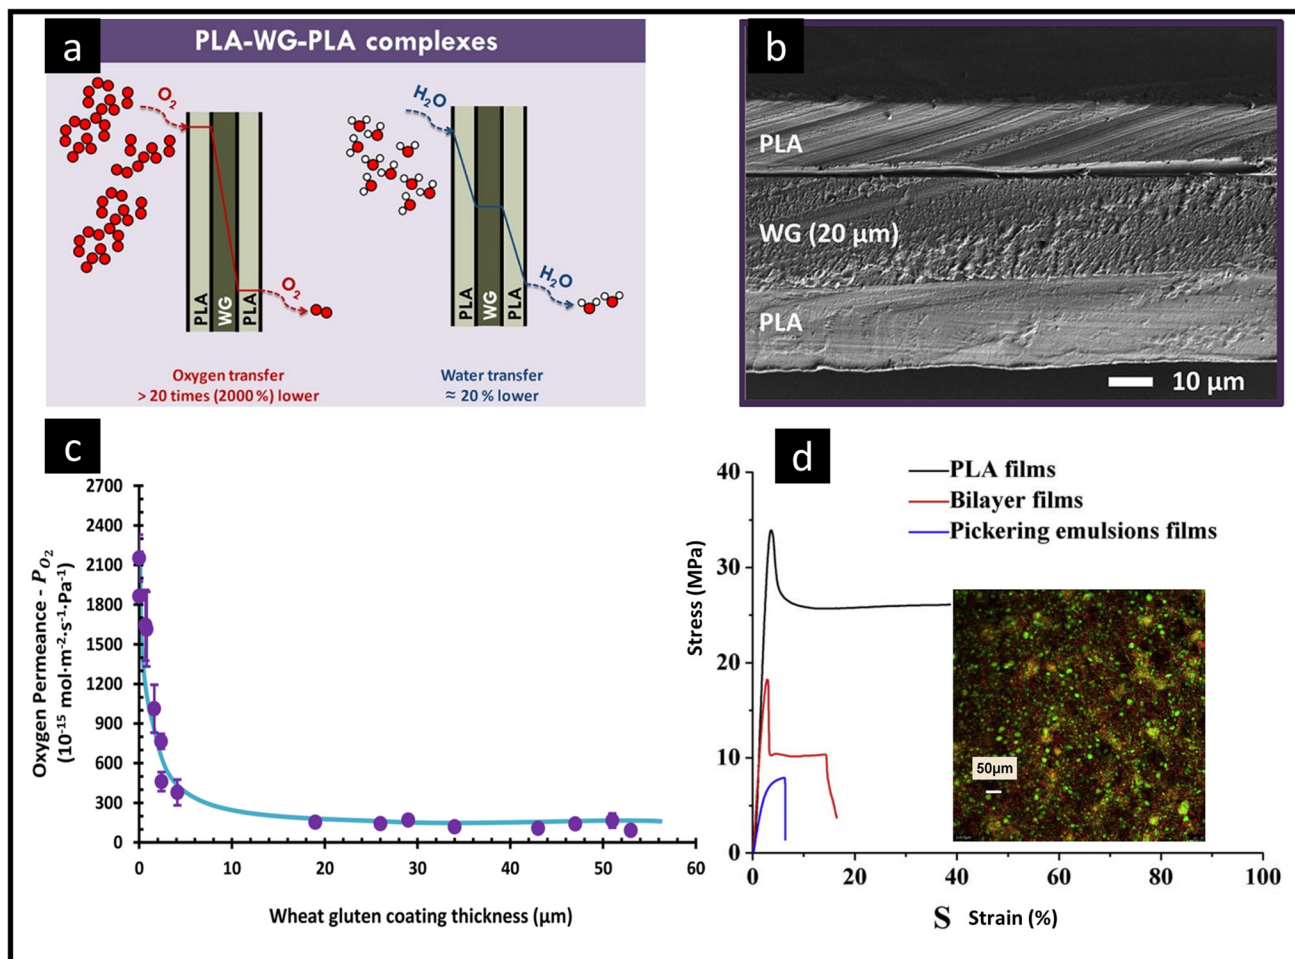 a
PLA-WG-PLA complexes
O₂
H₂O
PLA
WG
PLA
O₂
PLA
WG
PLA
H₂O
Oxygen transfer
> 20 times (2000 %) lower
Water transfer
≈ 20 % lower
b
PLA
WG (20 µm)
PLA
10 µm
c
2700
2400
2100
1800
1500
1200
900
600
300
0
0
10
20
30
40
50
60
Oxygen Permeance - P_O₂
(10⁻¹⁵ mol·m⁻²·s⁻¹·Pa⁻¹)
Wheat gluten coating thickness (µm)
d
PLA films
Bilayer films
Pickering emulsions films
40
30
20
10
0
Stress (MPa)
50µm
0
20
40
60
80
100
S Strain (%)